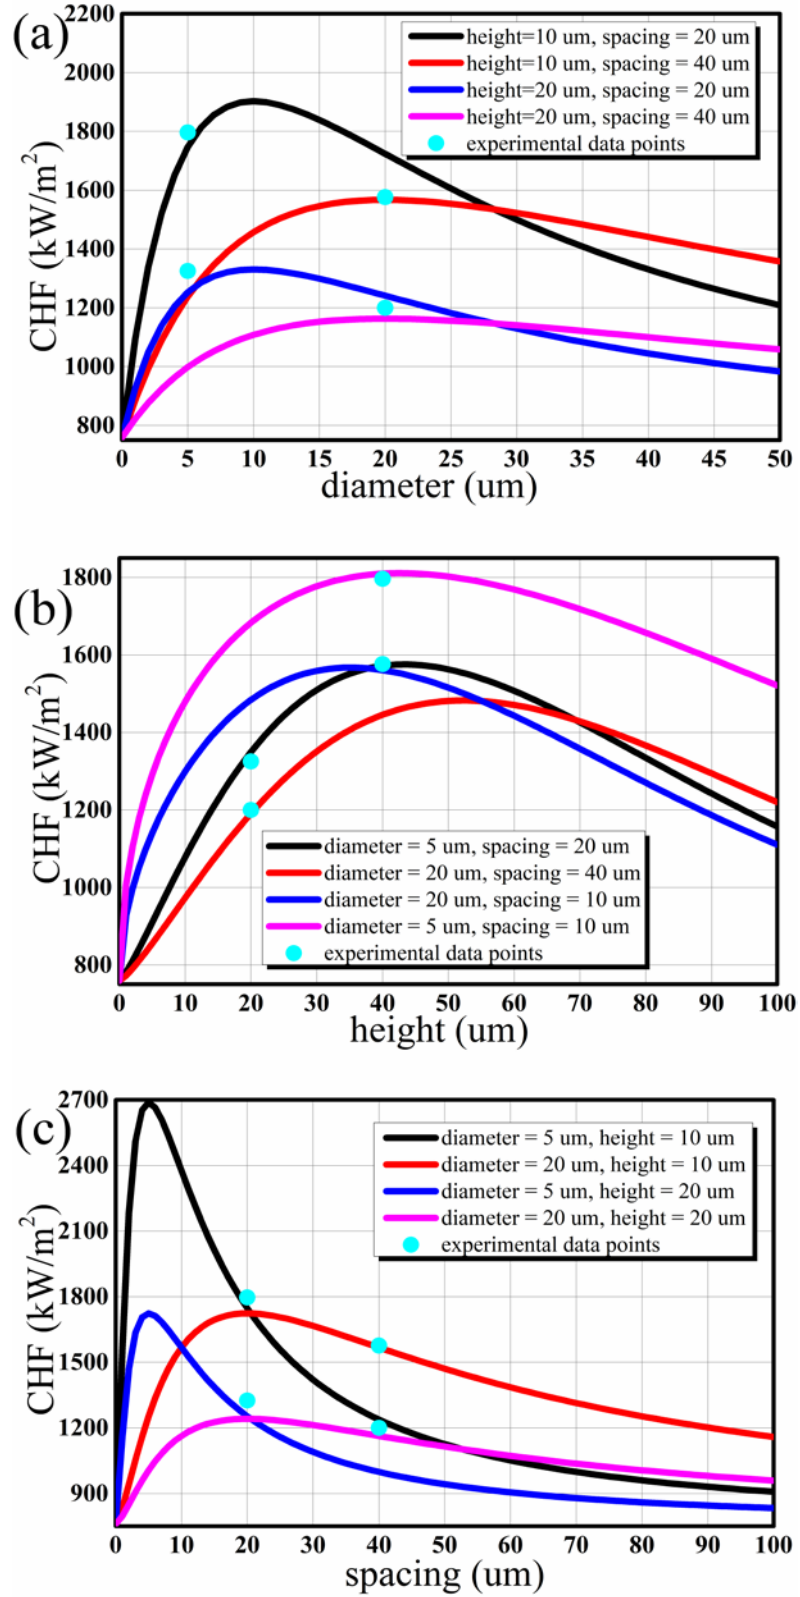 (a)
2200
2000
1800
1600
1400
1200
1000
800
CHF (kW/m²)
height=10 um, spacing = 20 um
height=10 um, spacing = 40 um
height=20 um, spacing = 20 um
height=20 um, spacing = 40 um
experimental data points
0 5 10 15 20 25 30 35 40 45 50
diameter (um)
(b)
1800
1600
1400
1200
1000
800
CHF (kW/m²)
diameter = 5 um, spacing = 20 um
diameter = 20 um, spacing = 40 um
diameter = 20 um, spacing = 10 um
diameter = 5 um, spacing = 10 um
experimental data points
0 10 20 30 40 50 60 70 80 90 100
height (um)
(c)
2700
2400
2100
1800
1500
1200
900
CHF (kW/m²)
diameter = 5 um, height = 10 um
diameter = 20 um, height = 10 um
diameter = 5 um, height = 20 um
diameter = 20 um, height = 20 um
experimental data points
0 10 20 30 40 50 60 70 80 90 100
spacing (um)